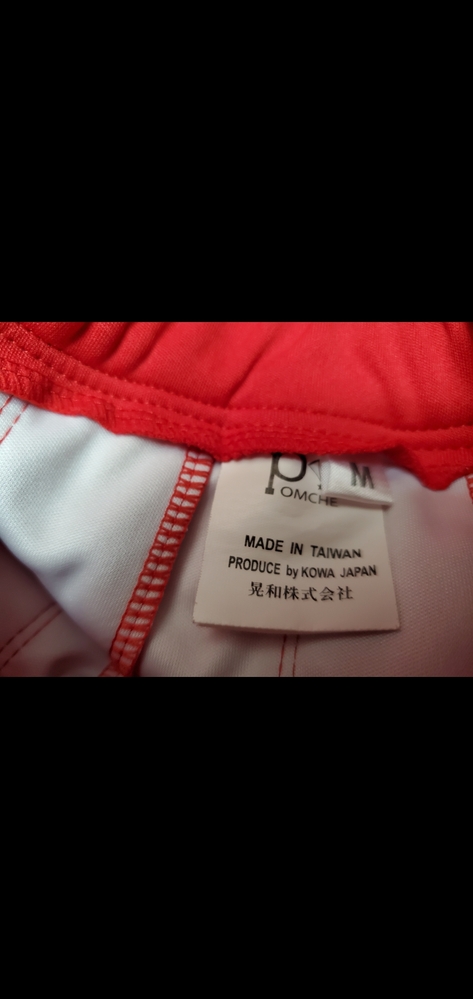 M
OMCHE
MADE IN TAIWAN
PRODUCE by KOWA JAPAN
晃和株式会社